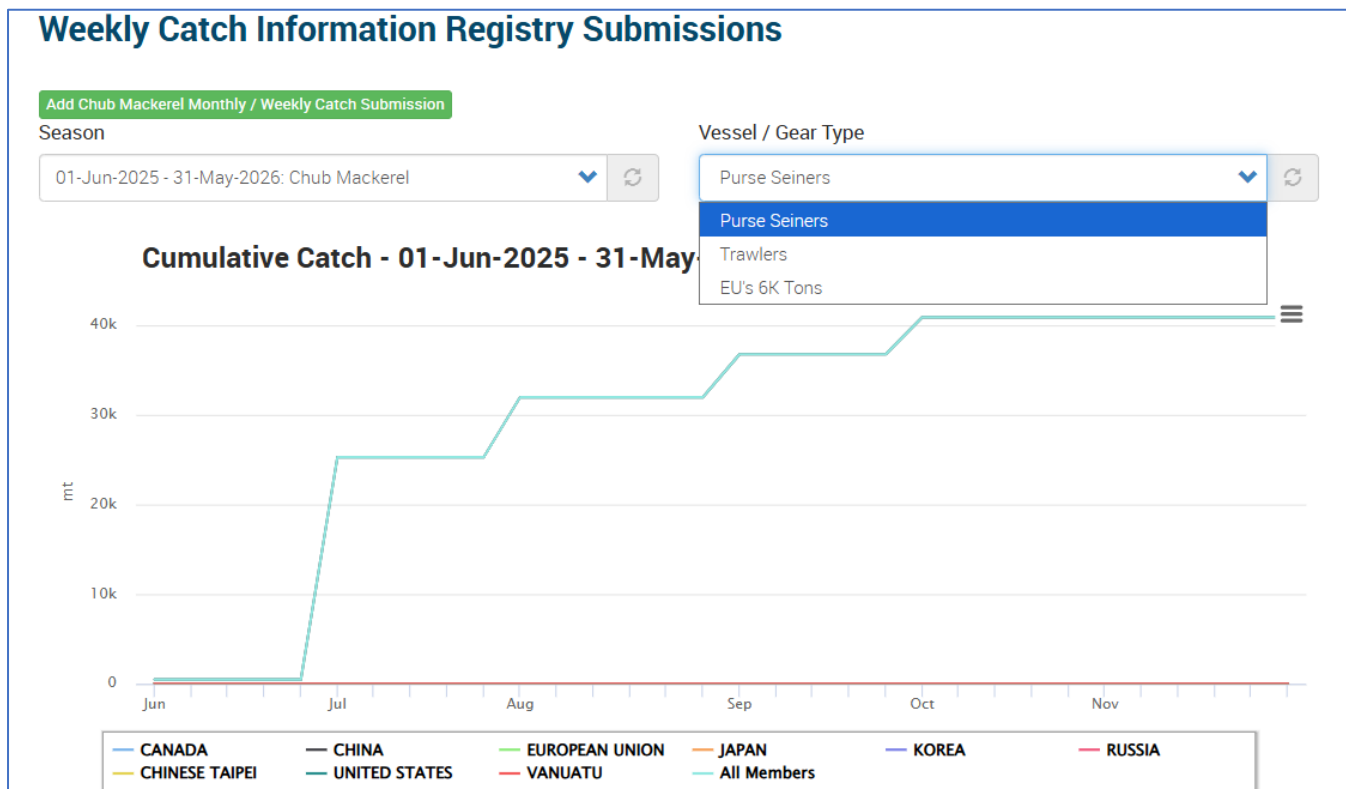 Weekly Catch Information Registry Submissions
Add Chub Mackerel Monthly / Weekly Catch Submission
Season
Vessel / Gear Type
01-Jun-2025 - 31-May-2026: Chub Mackerel
Purse Seiners
Purse Seiners
Trawlers
EU's 6K Tons
Cumulative Catch - 01-Jun-2025 - 31-May-
40k
30k
20k
10k
0
mt
Jun Jul Aug Sep Oct Nov
CANADA CHINA EUROPEAN UNION JAPAN KOREA RUSSIA
CHINESE TAIPEI UNITED STATES VANUATU All Members